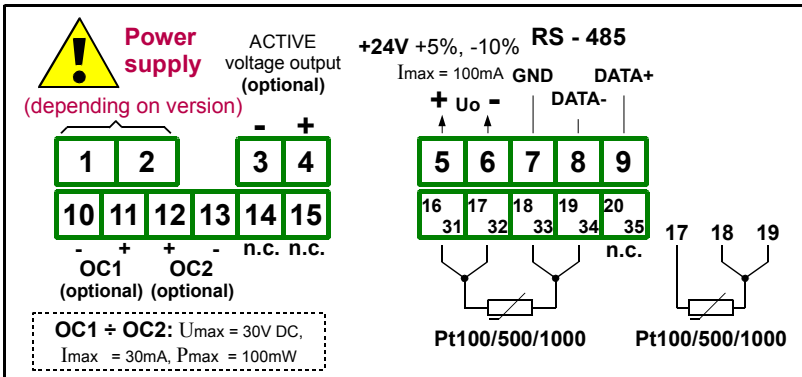 Power supply
(depending on version)
ACTIVE
voltage output
(optional)
- +
+24V +5%, -10%
Imax = 100mA
+ Uo -
RS - 485
GND DATA+
DATA-
1 2 3 4 5 6 7 8 9
10 11 12 13 14 15
16 31 17 32 18 33 19 34 20 35
- + + - n.c. n.c. n.c.
OC1 OC2
(optional) (optional)
17 18 19
Pt100/500/1000 Pt100/500/1000
OC1 ÷ OC2: Umax = 30V DC,
Imax = 30mA, Pmax = 100mW